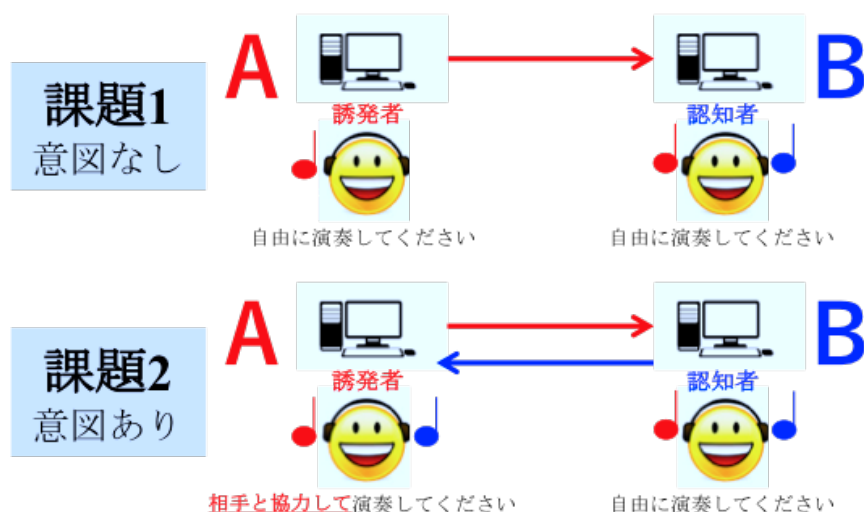 課題1
意図なし
A
B
誘発者
認知者
自由に演奏してください
自由に演奏してください
課題2
意図あり
A
B
誘発者
認知者
相手と協力して演奏してください
自由に演奏してください